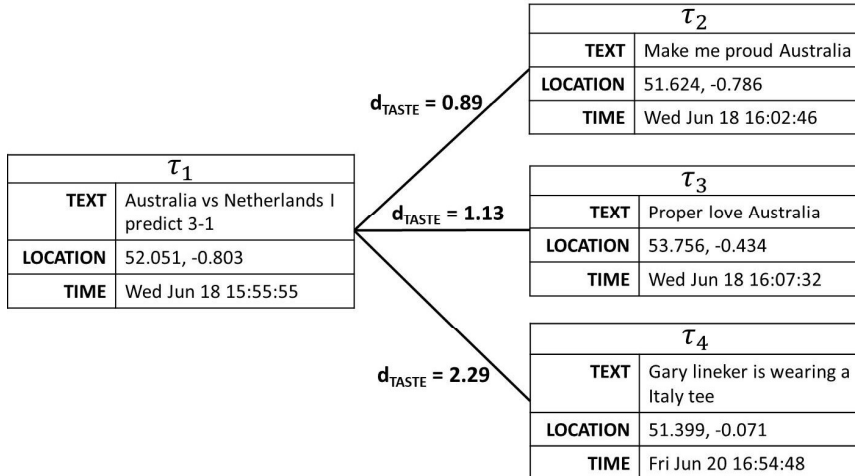 τ1
TEXT Australia vs Netherlands I
predict 3-1
LOCATION 52.051, -0.803
TIME Wed Jun 18 15:55:55
dTASTE = 0.89
dTASTE = 1.13
dTASTE = 2.29
τ2
TEXT Make me proud Australia
LOCATION 51.624, -0.786
TIME Wed Jun 18 16:02:46
τ3
TEXT Proper love Australia
LOCATION 53.756, -0.434
TIME Wed Jun 18 16:07:32
τ4
TEXT Gary lineker is wearing a
Italy tee
LOCATION 51.399, -0.071
TIME Fri Jun 20 16:54:48